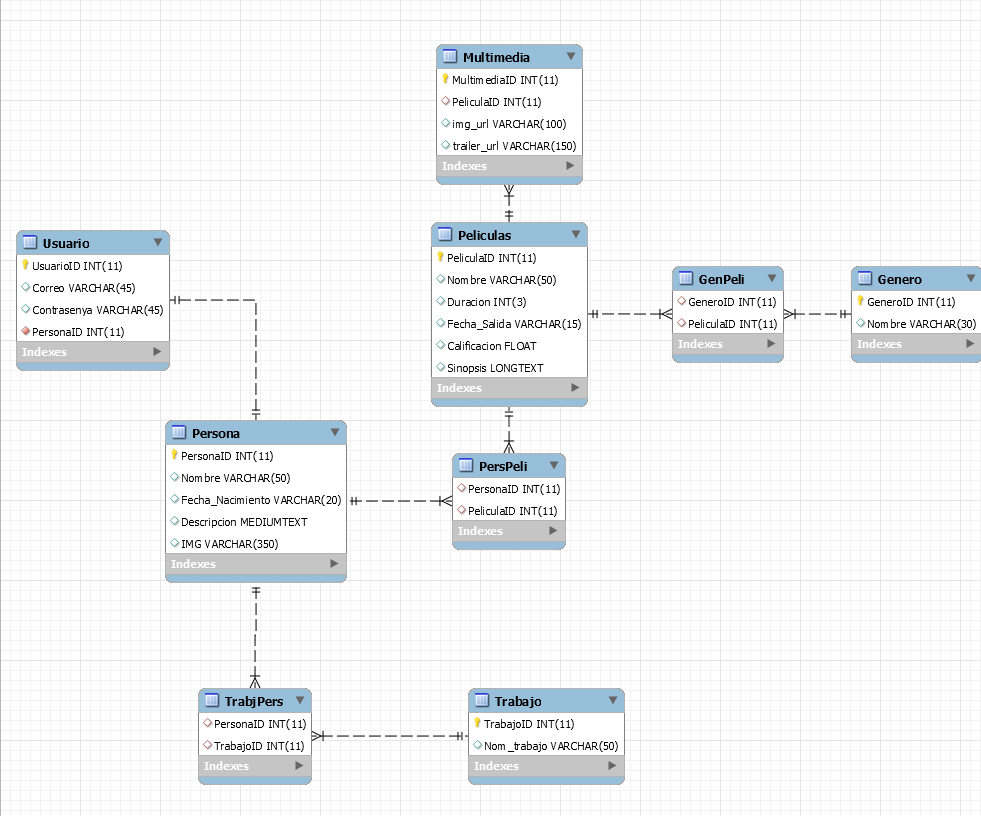 Multimedia
MultimediaID INT(11)
PeliculaID INT(11)
img_url VARCHAR(100)
trailer_url VARCHAR(150)
Indexes
Usuario
UsuarioID INT(11)
Correo VARCHAR(45)
Contrasenya VARCHAR(45)
PersonaID INT(11)
Indexes
Peliculas
PeliculaID INT(11)
Nombre VARCHAR(50)
Duracion INT(3)
Fecha_Salida VARCHAR(15)
Calificacion FLOAT
Sinopsis LONGTEXT
Indexes
GenPeli
GeneroID INT(11)
PeliculaID INT(11)
Indexes
Genero
GeneroID INT(11)
Nombre VARCHAR(30)
Indexes
Persona
PersonaID INT(11)
Nombre VARCHAR(50)
Fecha_Nacimiento VARCHAR(20)
Descripcion MEDIUMTEXT
IMG VARCHAR(350)
Indexes
PersPeli
PersonaID INT(11)
PeliculaID INT(11)
Indexes
TrabjPers
PersonaID INT(11)
TrabajoID INT(11)
Indexes
Trabajo
TrabajoID INT(11)
Nom_trabajo VARCHAR(50)
Indexes